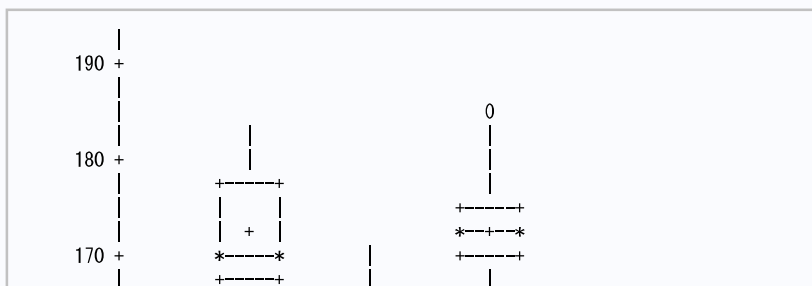 |
             190 +
                 |
                 |                                            0
                 |                |                           |
             180 +                |                           |
                 |            +-----+                         |
                 |            |     |                      +-----+
                 |            |  +  |                      *--+--*
             170 +            *-----*         |            +-----+
                 |            +-----+         |               |